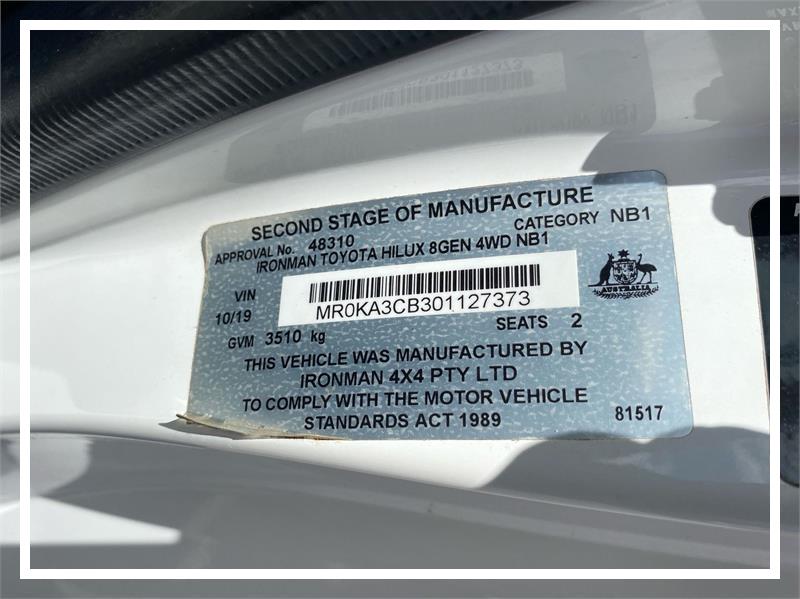 SECOND STAGE OF MANUFACTURE
APPROVAL No. 48310 CATEGORY NB1
IRONMAN TOYOTA HILUX 8GEN 4WD NB1
VIN MR0KA3CB301127373
10/19
GVM 3510 kg SEATS 2
THIS VEHICLE WAS MANUFACTURED BY
IRONMAN 4X4 PTY LTD
TO COMPLY WITH THE MOTOR VEHICLE
STANDARDS ACT 1989 81517
AUSTRALIA